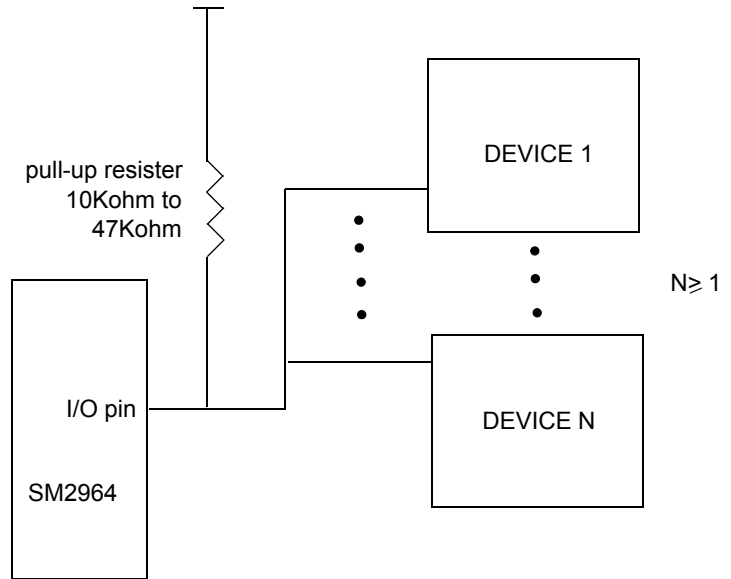 pull-up resister
10Kohm to
47Kohm
DEVICE 1
N≥ 1
I/O pin
DEVICE N
SM2964